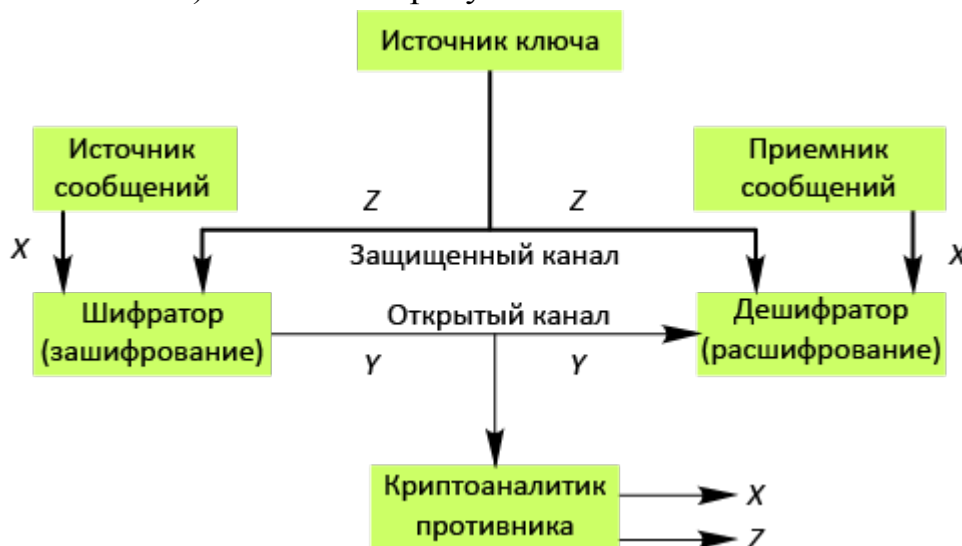 Источник ключа
Источник
сообщений
Приемник
сообщений
Z
Z
X
X
Защищенный канал
Шифратор
(зашифрование)
Открытый канал
Дешифратор
(расшифрование)
Y
Y
Криптоаналитик
противника
X
Z